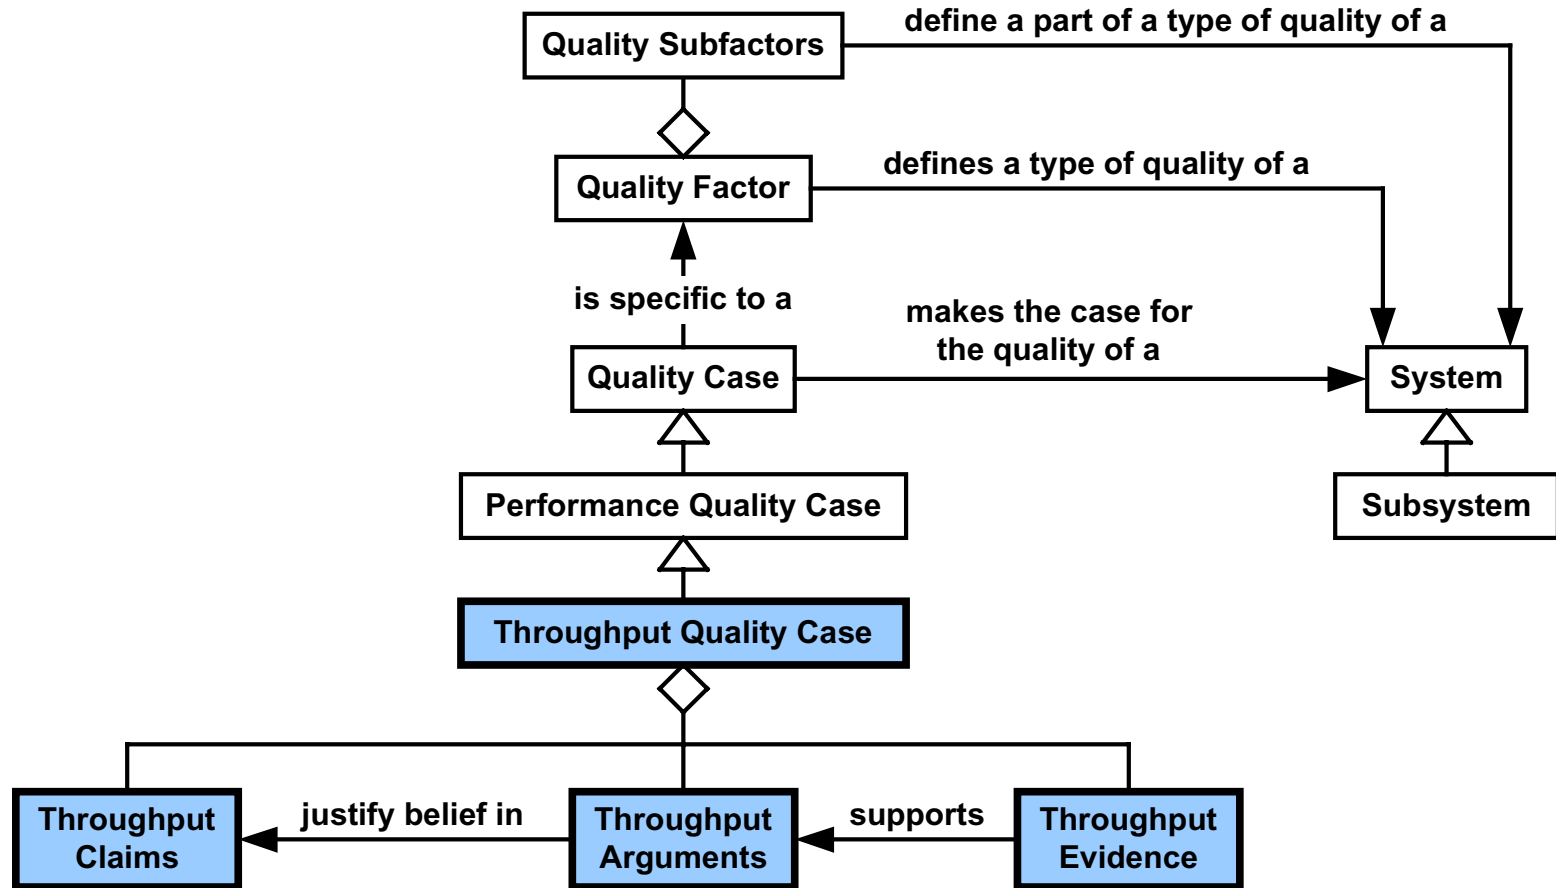 define a part of a type of quality of a
Quality Subfactors
defines a type of quality of a
Quality Factor
is specific to a
makes the case for
the quality of a
Quality Case
System
Performance Quality Case
Subsystem
Throughput Quality Case
Throughput
Claims
justify belief in
Throughput
Arguments
supports
Throughput
Evidence